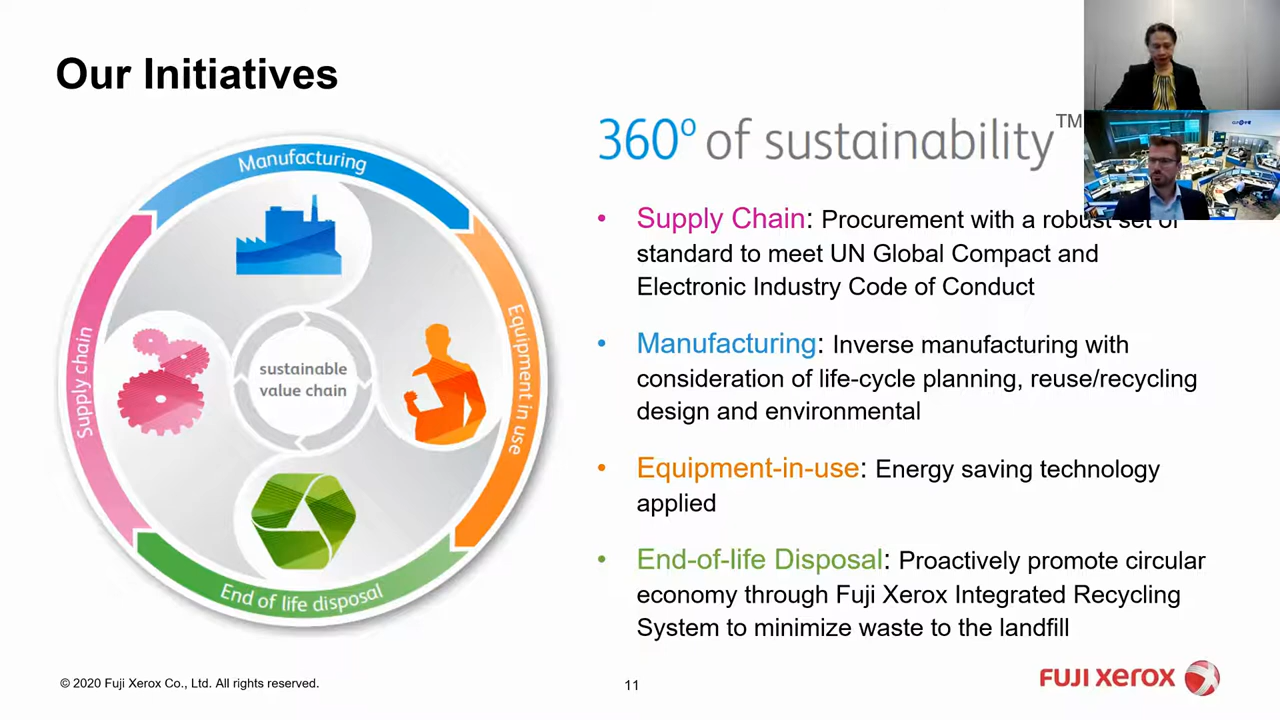 Our Initiatives
360º of sustainability™
Manufacturing
Supply chain
Equipment in use
End of life disposal
sustainable
value chain
• Supply Chain: Procurement with a robust set of
standard to meet UN Global Compact and
Electronic Industry Code of Conduct
• Manufacturing: Inverse manufacturing with
consideration of life-cycle planning, reuse/recycling
design and environmental
• Equipment-in-use: Energy saving technology
applied
• End-of-life Disposal: Proactively promote circular
economy through Fuji Xerox Integrated Recycling
System to minimize waste to the landfill
© 2020 Fuji Xerox Co., Ltd. All rights reserved.
11
FUJI xerox